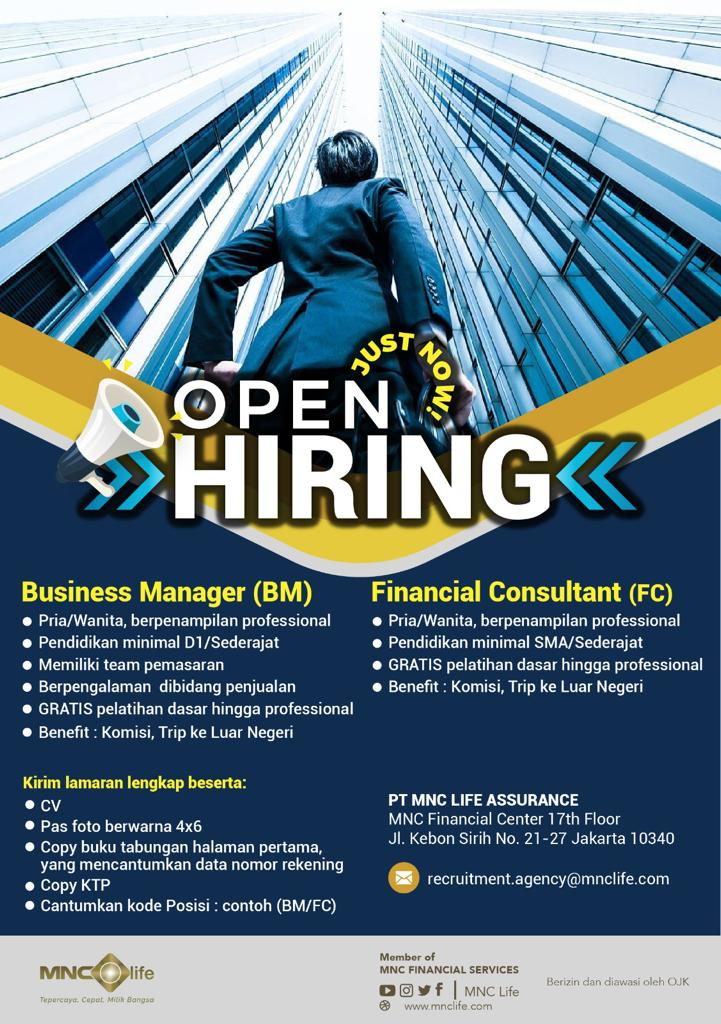 JUST NOW!
OPEN
HIRING
Business Manager (BM)
● Pria/Wanita, berpenampilan professional
● Pendidikan minimal D1/Sederajat
● Memiliki team pemasaran
● Berpengalaman dibidang penjualan
● GRATIS pelatihan dasar hingga professional
● Benefit : Komisi, Trip ke Luar Negeri
Financial Consultant (FC)
● Pria/Wanita, berpenampilan professional
● Pendidikan minimal SMA/Sederajat
● GRATIS pelatihan dasar hingga professional
● Benefit : Komisi, Trip ke Luar Negeri
Kirim lamaran lengkap beserta:
● CV
● Pas foto berwarna 4x6
● Copy buku tabungan halaman pertama,
yang mencantumkan data nomor rekening
● Copy KTP
● Cantumkan kode Posisi : contoh (BM/FC)
PT MNC LIFE ASSURANCE
MNC Financial Center 17th Floor
Jl. Kebon Sirih No. 21-27 Jakarta 10340
recruitment.agency@mnclife.com
MNC life
Tepercaya, Cepat, Milik Bangsa
Member of
MNC FINANCIAL SERVICES
MNC Life
www.mnclife.com
Berizin dan diawasi oleh OJK